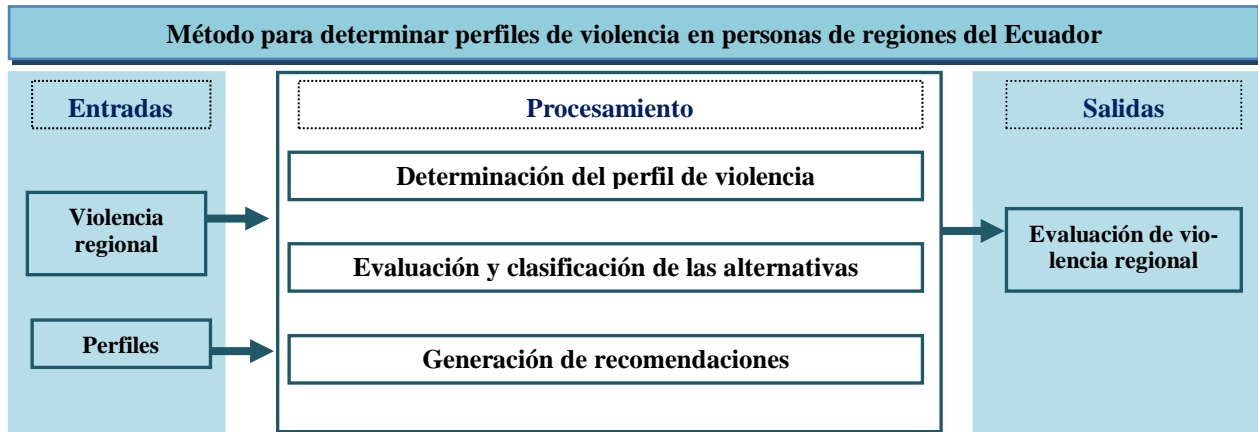 Método para determinar perfiles de violencia en personas de regiones del Ecuador
Entradas
Violencia
regional
Perfiles
Procesamiento
Determinación del perfil de violencia
Evaluación y clasificación de las alternativas
Generación de recomendaciones
Salidas
Evaluación de vio-
lencia regional